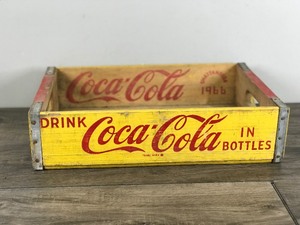 Coca-Cola
1966
DRINK Coca-Cola IN
BOTTLES